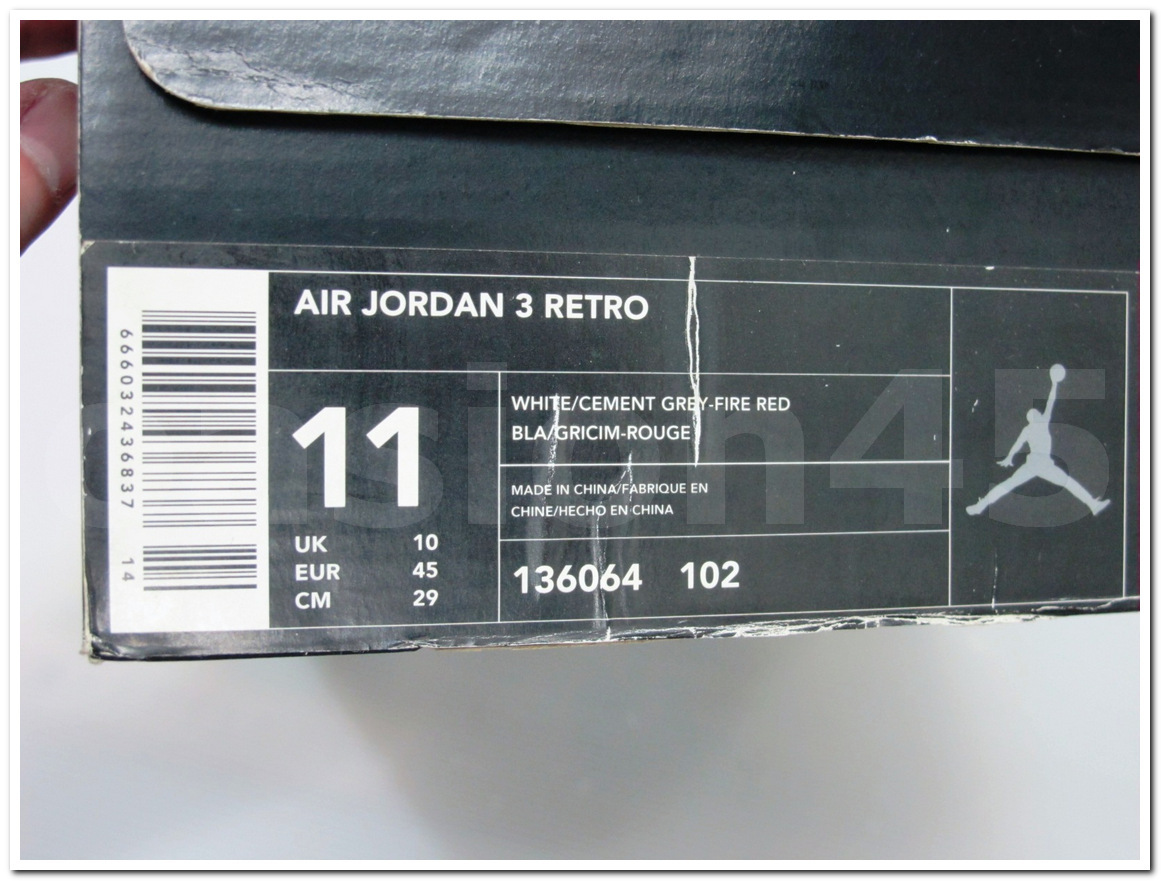 AIR JORDAN 3 RETRO
11
UK 10
EUR 45
CM 29
WHITE/CEMENT GREY-FIRE RED
BLA/GRICIM-ROUGE
MADE IN CHINA/FABRIQUE EN
CHINE/HECHO EN CHINA
136064 102
666032436837 14